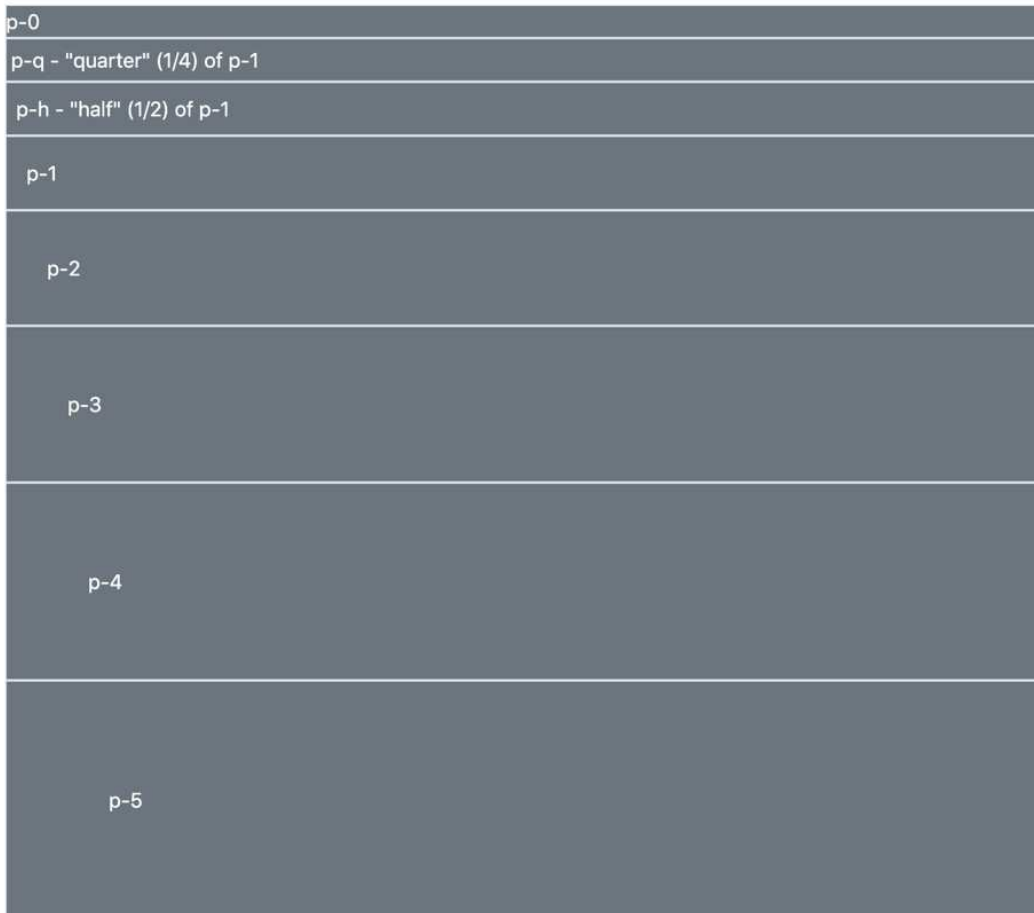 p-0
p-q - "quarter" (1/4) of p-1
p-h - "half" (1/2) of p-1
p-1
p-2
p-3
p-4
p-5